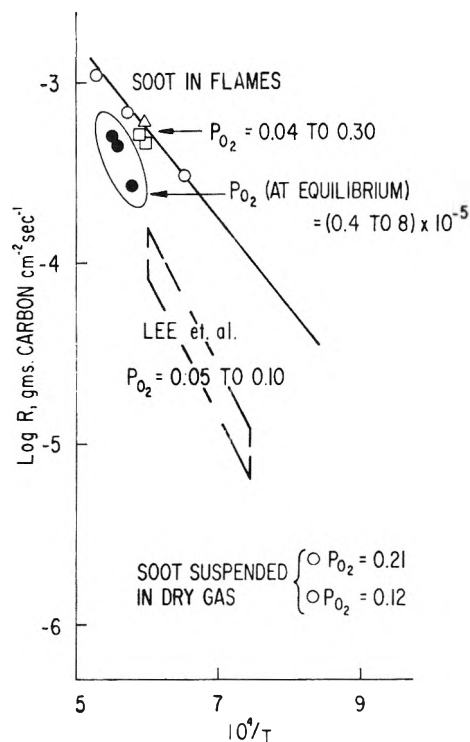 Log R, gms. CARBON cm⁻² sec⁻¹
-3
-4
-5
-6
SOOT IN FLAMES
P_O₂ = 0.04 TO 0.30
P_O₂ (AT EQUILIBRIUM)
=(0.4 TO 8) x 10⁻⁵
LEE et. al.
P_O₂ = 0.05 TO 0.10
SOOT SUSPENDED
IN DRY GAS
P_O₂ = 0.21
P_O₂ = 0.12
5
7
9
10⁴/T